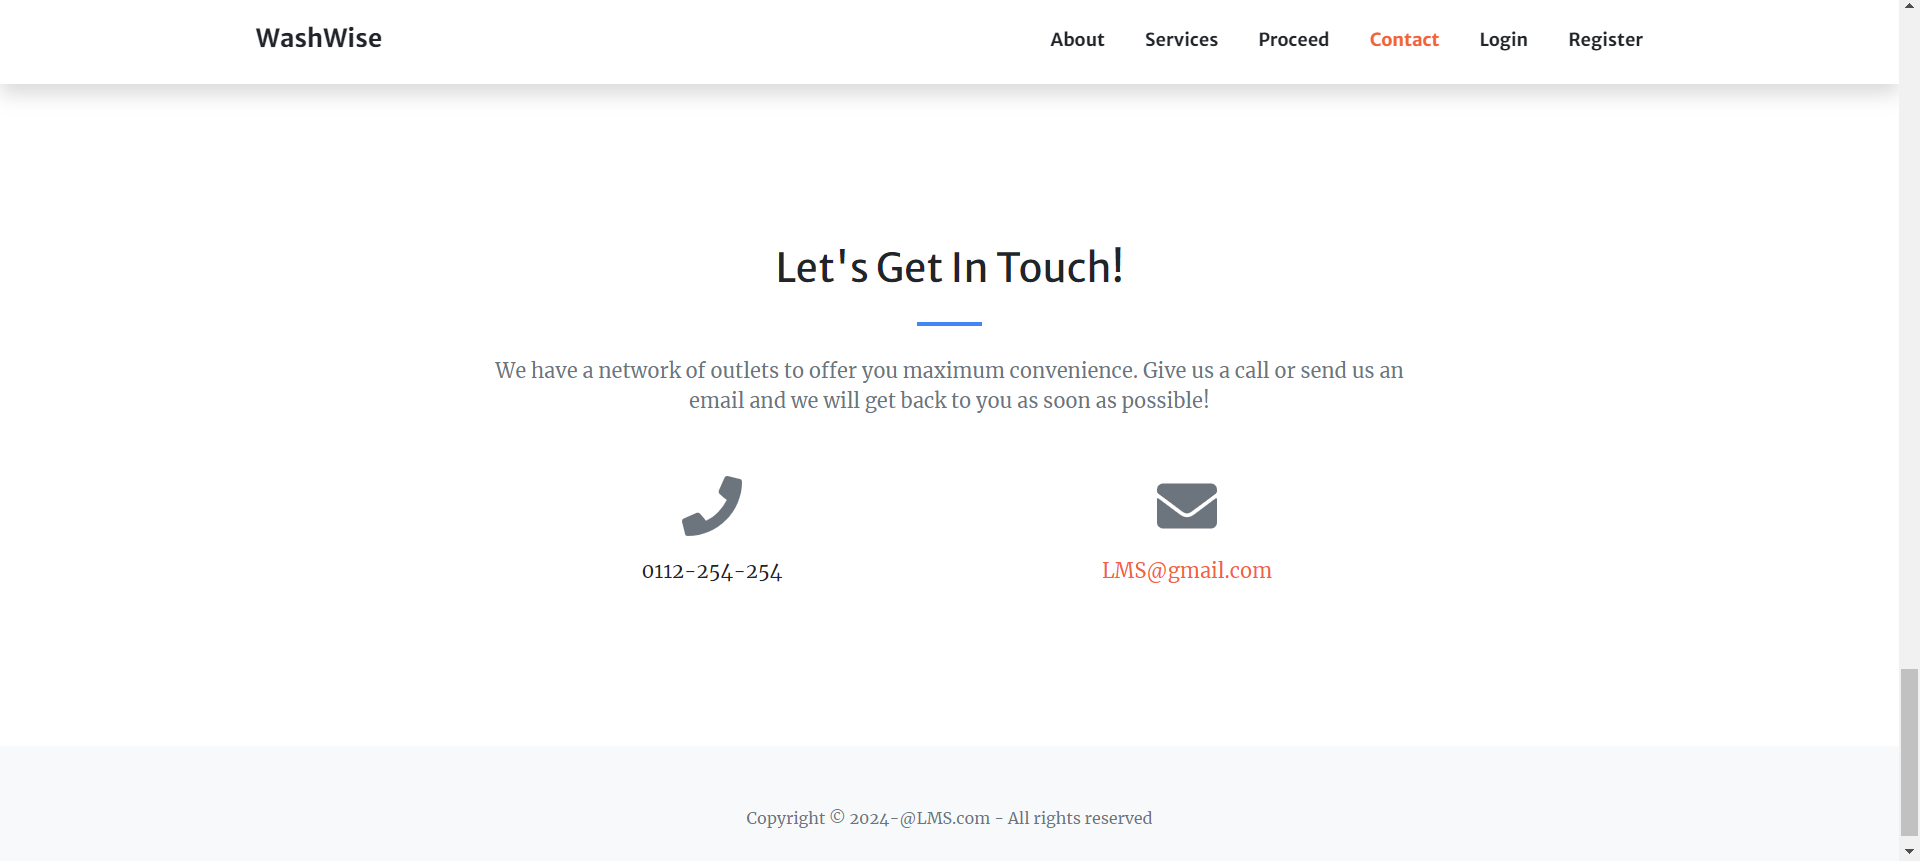 WashWise
About
Services
Proceed
Contact
Login
Register
Let's Get In Touch!
We have a network of outlets to offer you maximum convenience. Give us a call or send us an
email and we will get back to you as soon as possible!
0112-254-254
LMS@gmail.com
Copyright © 2024-@LMS.com - All rights reserved